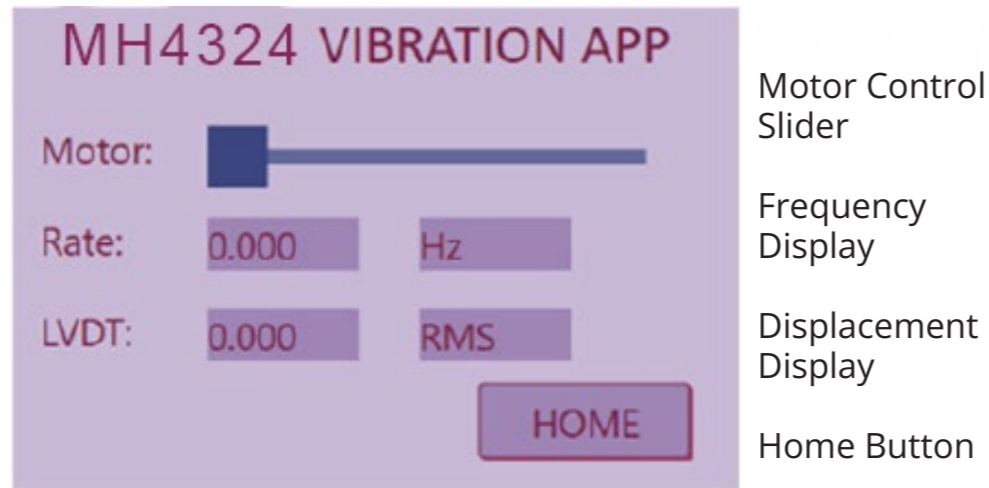 MH4324 VIBRATION APP
Motor:
Motor Control
Slider
Rate: 0.000 Hz
Frequency
Display
LVDT: 0.000 RMS
Displacement
Display
HOME
Home Button